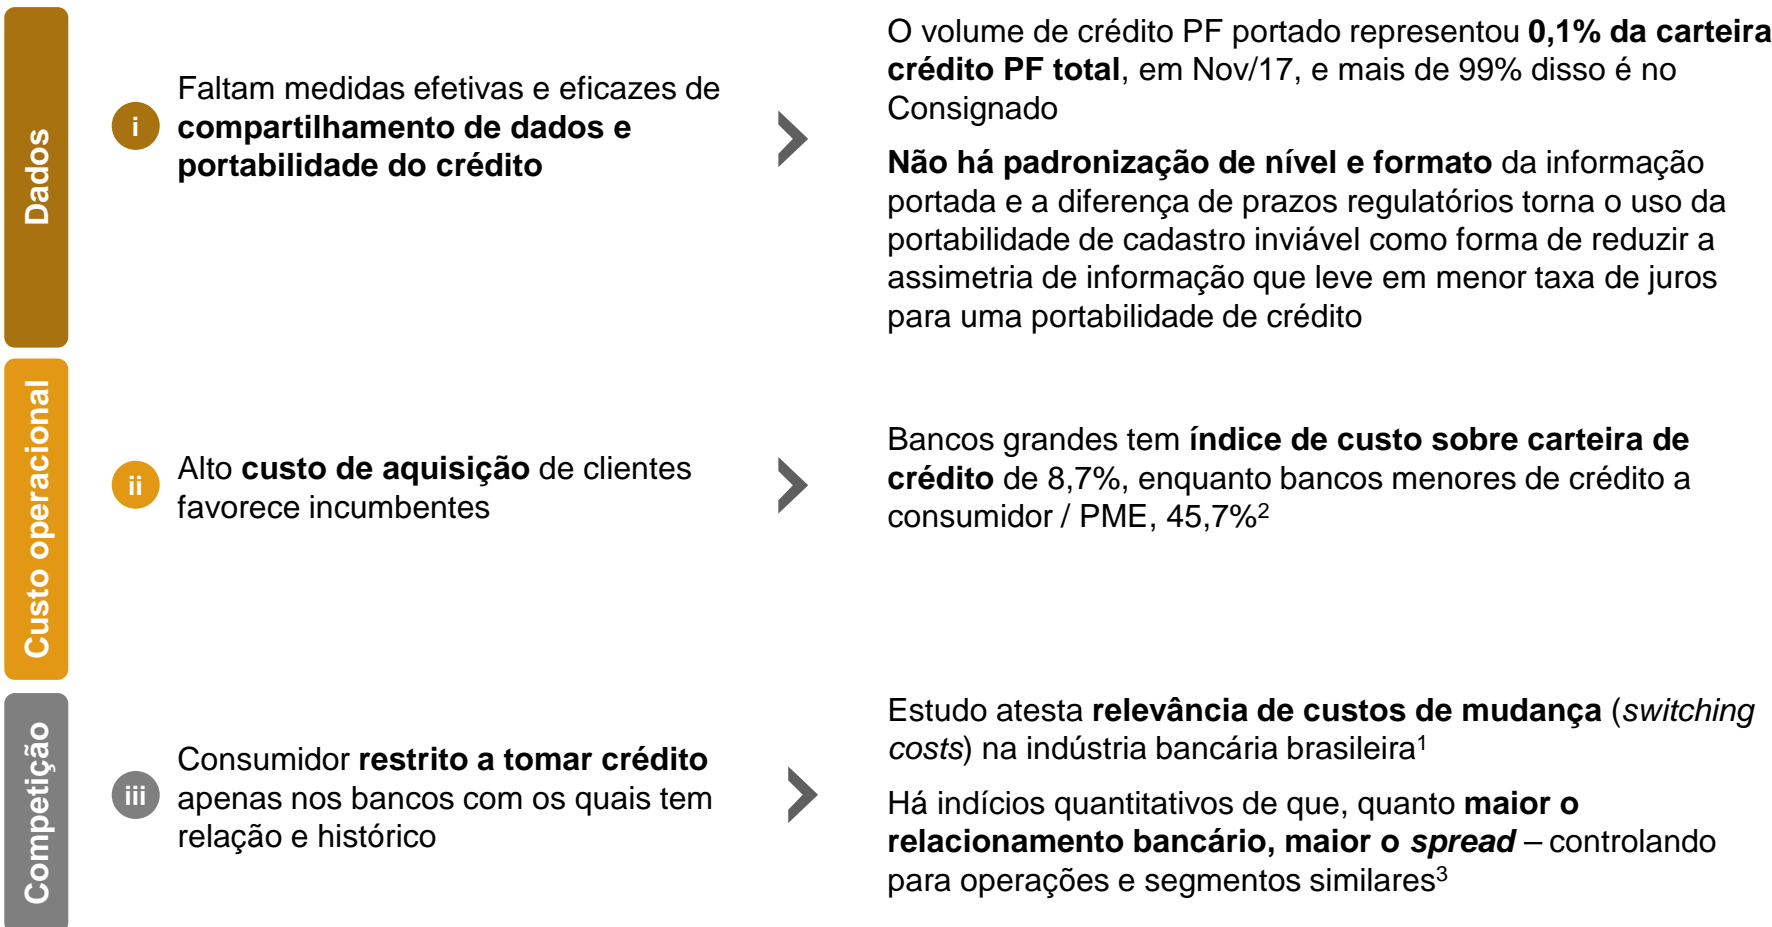 Dados
i
Faltam medidas efetivas e eficazes de
compartilhamento de dados e
portabilidade do crédito
O volume de crédito PF portado representou 0,1% da carteira
crédito PF total, em Nov/17, e mais de 99% disso é no
Consignado
Não há padronização de nível e formato da informação
portada e a diferença de prazos regulatórios torna o uso da
portabilidade de cadastro inviável como forma de reduzir a
assimetria de informação que leve em menor taxa de juros
para uma portabilidade de crédito
Custo operacional
ii
Alto custo de aquisição de clientes
favorece incumbentes
Bancos grandes tem índice de custo sobre carteira de
crédito de 8,7%, enquanto bancos menores de crédito a
consumidor / PME, 45,7%²
Competição
iii
Consumidor restrito a tomar crédito
apenas nos bancos com os quais tem
relação e histórico
Estudo atesta relevância de custos de mudança (switching
costs) na indústria bancária brasileira¹
Há indícios quantitativos de que, quanto maior o
relacionamento bancário, maior o spread – controlando
para operações e segmentos similares³